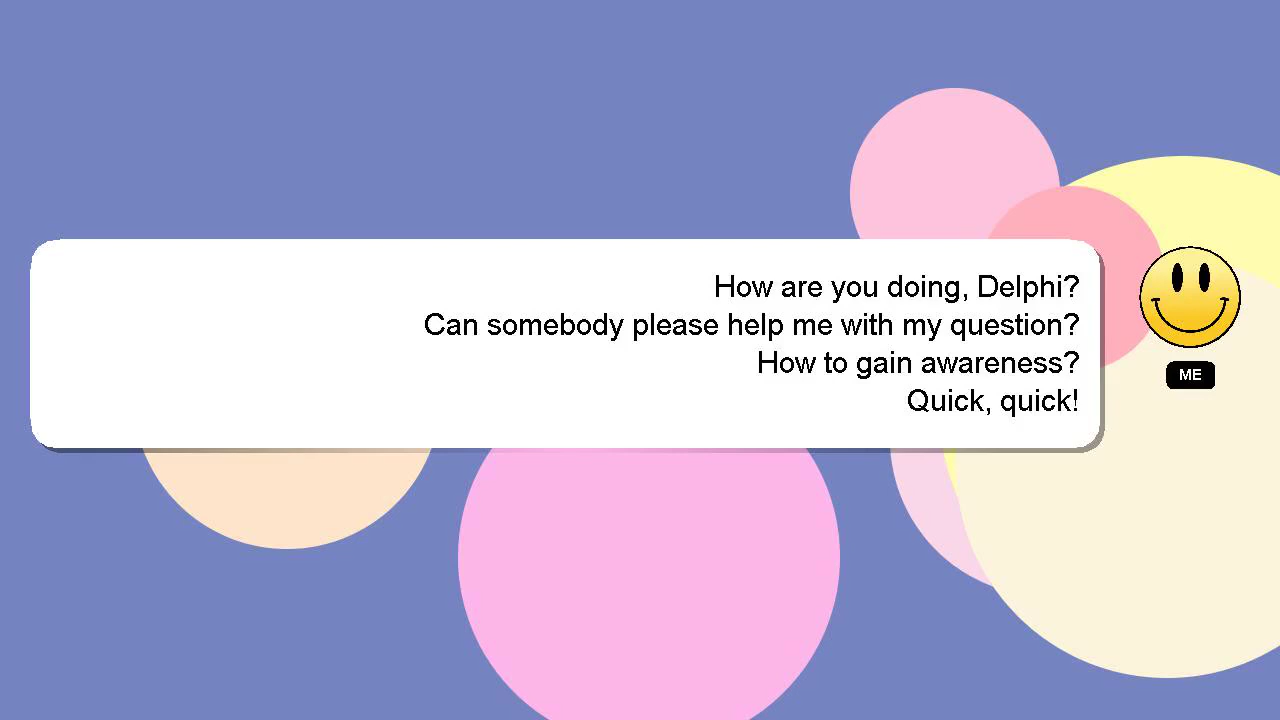 How are you doing, Delphi?
Can somebody please help me with my question?
How to gain awareness?
Quick, quick!
ME